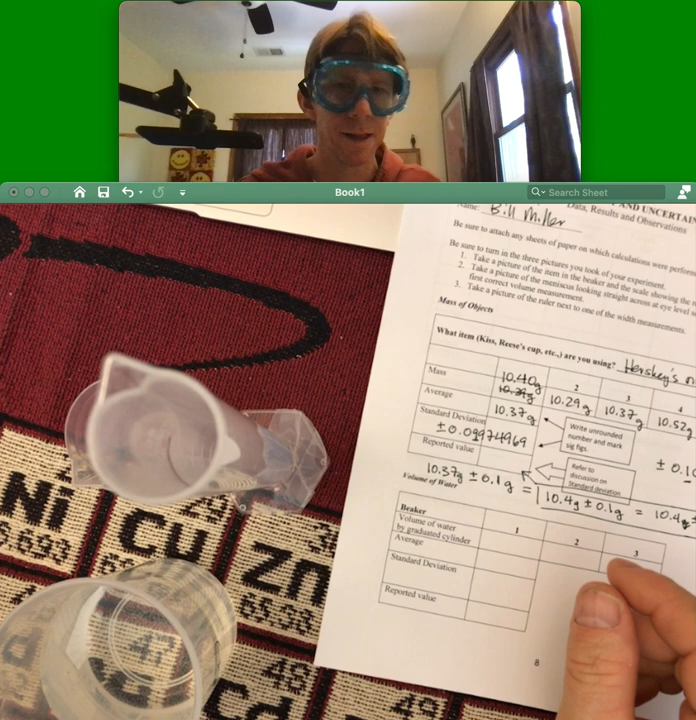 Book1
Search Sheet
Name: Bill Miller
AND UNCERTAIN
Data, Results and Observations
Be sure to attach any sheets of paper on which calculations were
Be sure to turn in the three pictures you took of your experiment.
1. Take a picture of the item in the beaker and the scale showing the
2. Take a picture of the meniscus looking straight across at eye level
first correct volume measurement.
3. Take a picture of the ruler next to one of the width measurements.
Mass of Objects
What item (Kiss, Reese's cup, etc.,) are you using? Hershey's
2 3 4
Mass 10.40g 10.29g 10.37g 10.52g
Average 10.37g
Standard Deviation ±0.09974969
Write unrounded
number and mark
sig figs.
Reported value
Refer to
discussion on
Standard deviation
10.37g ±0.1g = 10.4g ±0.1g = 10.4g
Volume of Water
Beaker 1 2 3
Volume of water
by graduated cylinder
Average
Standard Deviation
Reported value
8
Ni
Zn
47
48
Cd
49